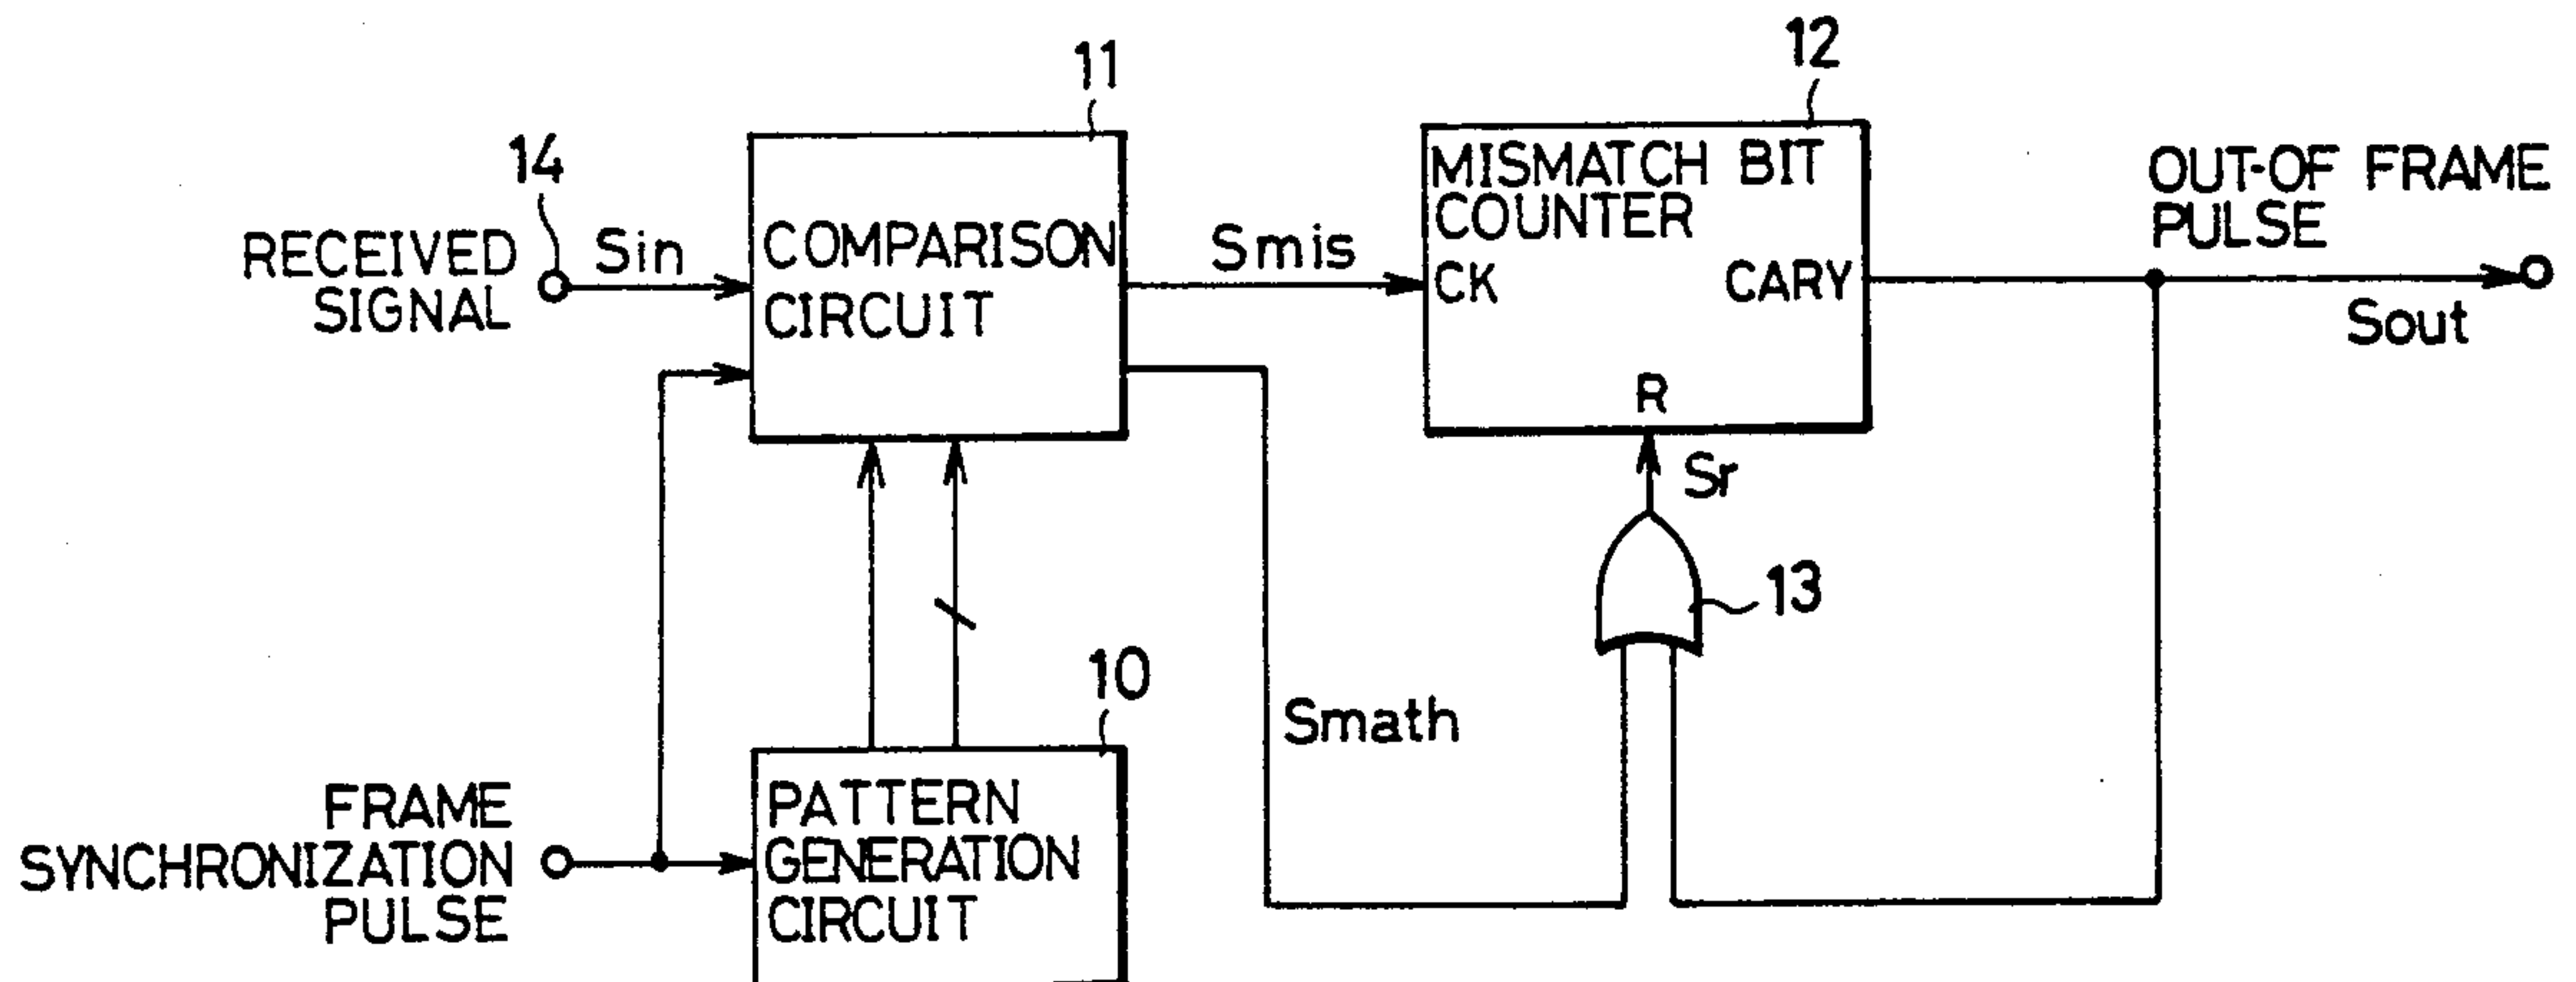 11
12
14
RECEIVED
SIGNAL
Sin
COMPARISON
CIRCUIT
Smis
MISMATCH BIT
COUNTER
CK
CARY
R
OUT-OF FRAME
PULSE
Sout
Sr
13
10
Smath
FRAME
SYNCHRONIZATION
PULSE
PATTERN
GENERATION
CIRCUIT